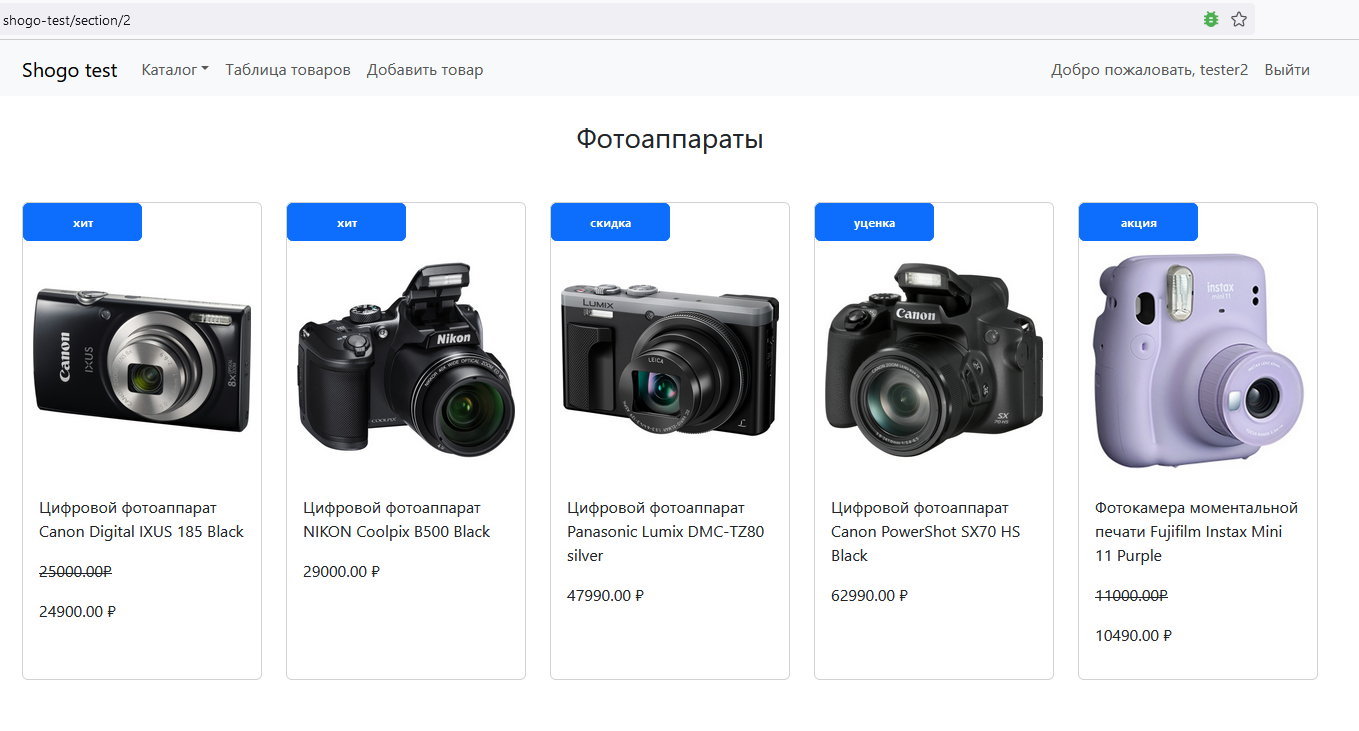 shogo-test/section/2
Shogo test Каталог Таблица товаров Добавить товар Добро пожаловать, tester2 Выйти
Фотоаппараты
хит
хит
скидка
уценка
акция
Canon
IXUS
Nikon
COOLPIX
LUMIX
LEICA
L
Canon
SX
70 HS
instax
mini 11
Цифровой фотоаппарат
Canon Digital IXUS 185 Black
25000.00₽
24900.00 ₽
Цифровой фотоаппарат
NIKON Coolpix B500 Black
29000.00 ₽
Цифровой фотоаппарат
Panasonic Lumix DMC-TZ80
silver
47990.00 ₽
Цифровой фотоаппарат
Canon PowerShot SX70 HS
Black
62990.00 ₽
Фотокамера моментальной
печати Fujifilm Instax Mini
11 Purple
11000.00₽
10490.00 ₽